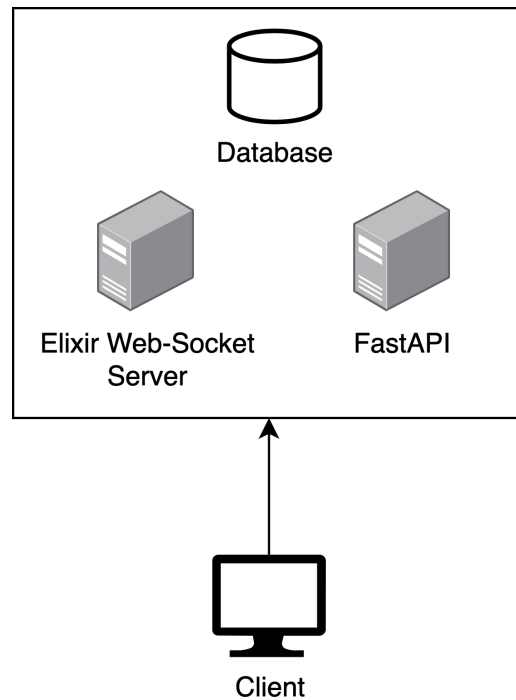 Database
Elixir Web-Socket
Server
FastAPI
Client